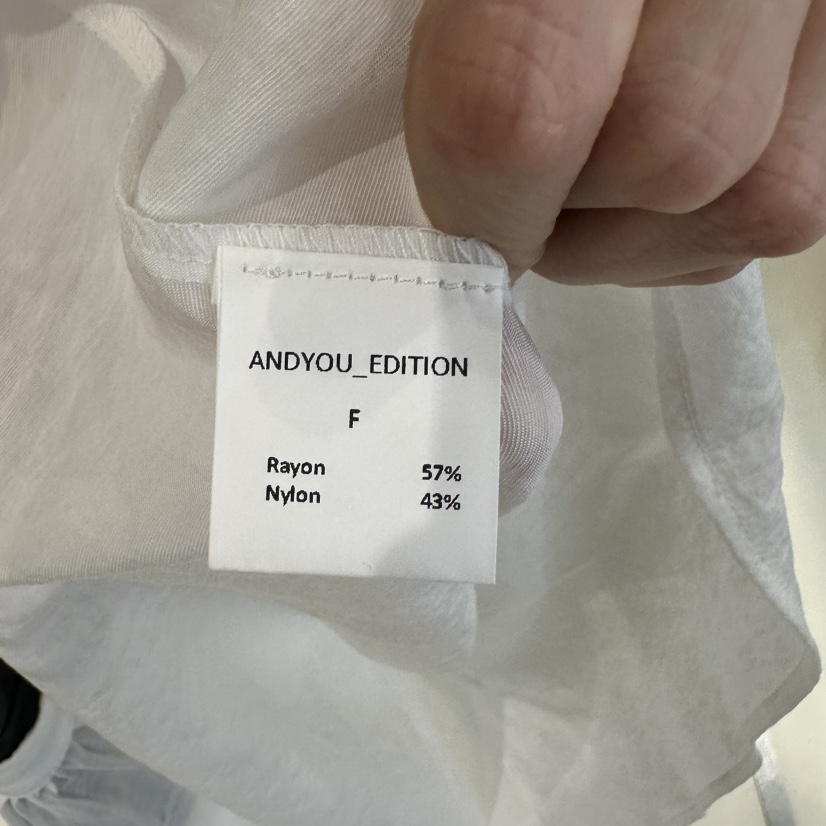 ANDYOU_EDITION
F
Rayon 57%
Nylon 43%